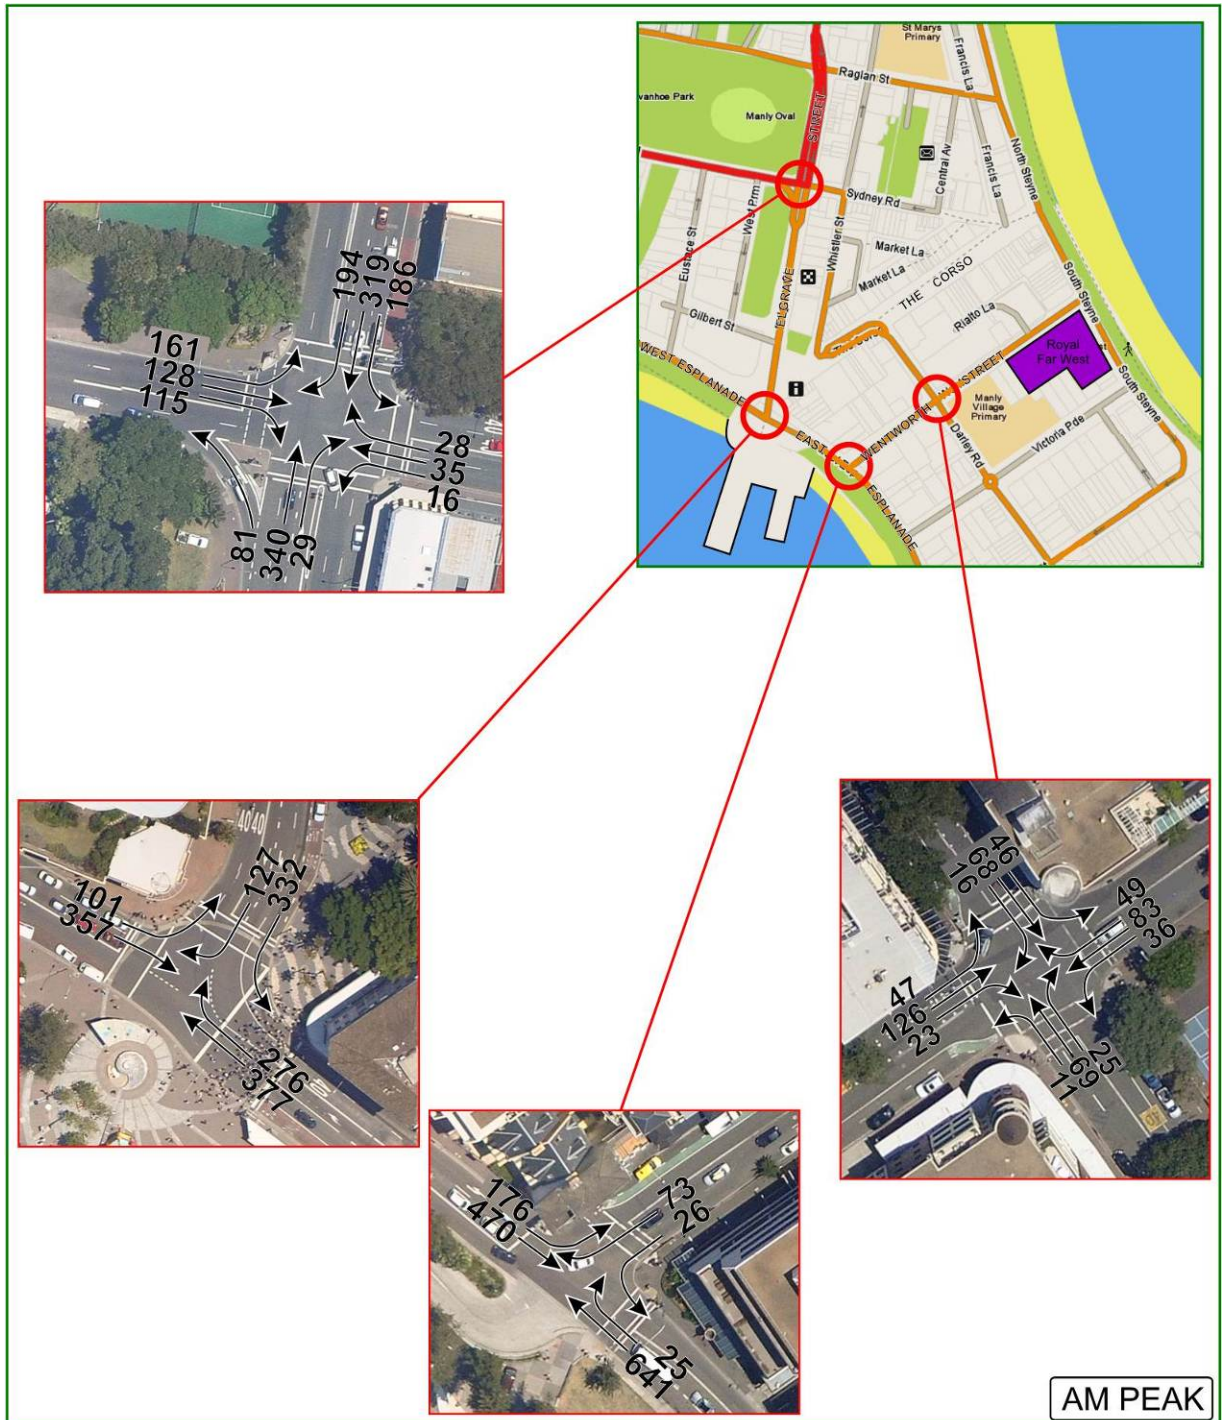 St Marys
Primary
Francis La
Raglan St
vanhoe Park
Manly Oval
STREET
North Steyne
Central Av
Francis La
West Prm
Sydney Rd
Eustace St
Whistler St
Market La
Market La
THE CORSO
South Steyne
BELGRAVE
Gilbert St
Rialto La
Royal
Far West
st
WEST ESPLANADE
STREET
South Steyne
Manly
Village
Primary
WENTWORTH
Darley Rd
Victoria Pde
EAST
ESPLANADE
194
319
186
161
128
115
28
35
16
81
340
29
4040
127
332
101
357
276
377
46
68
16
49
83
36
47
126
23
25
69
11
176
470
73
26
25
641
AM PEAK